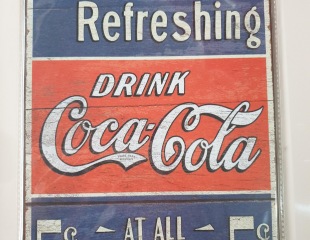 Refreshing
DRINK
Coca-Cola
5¢ AT ALL 5¢